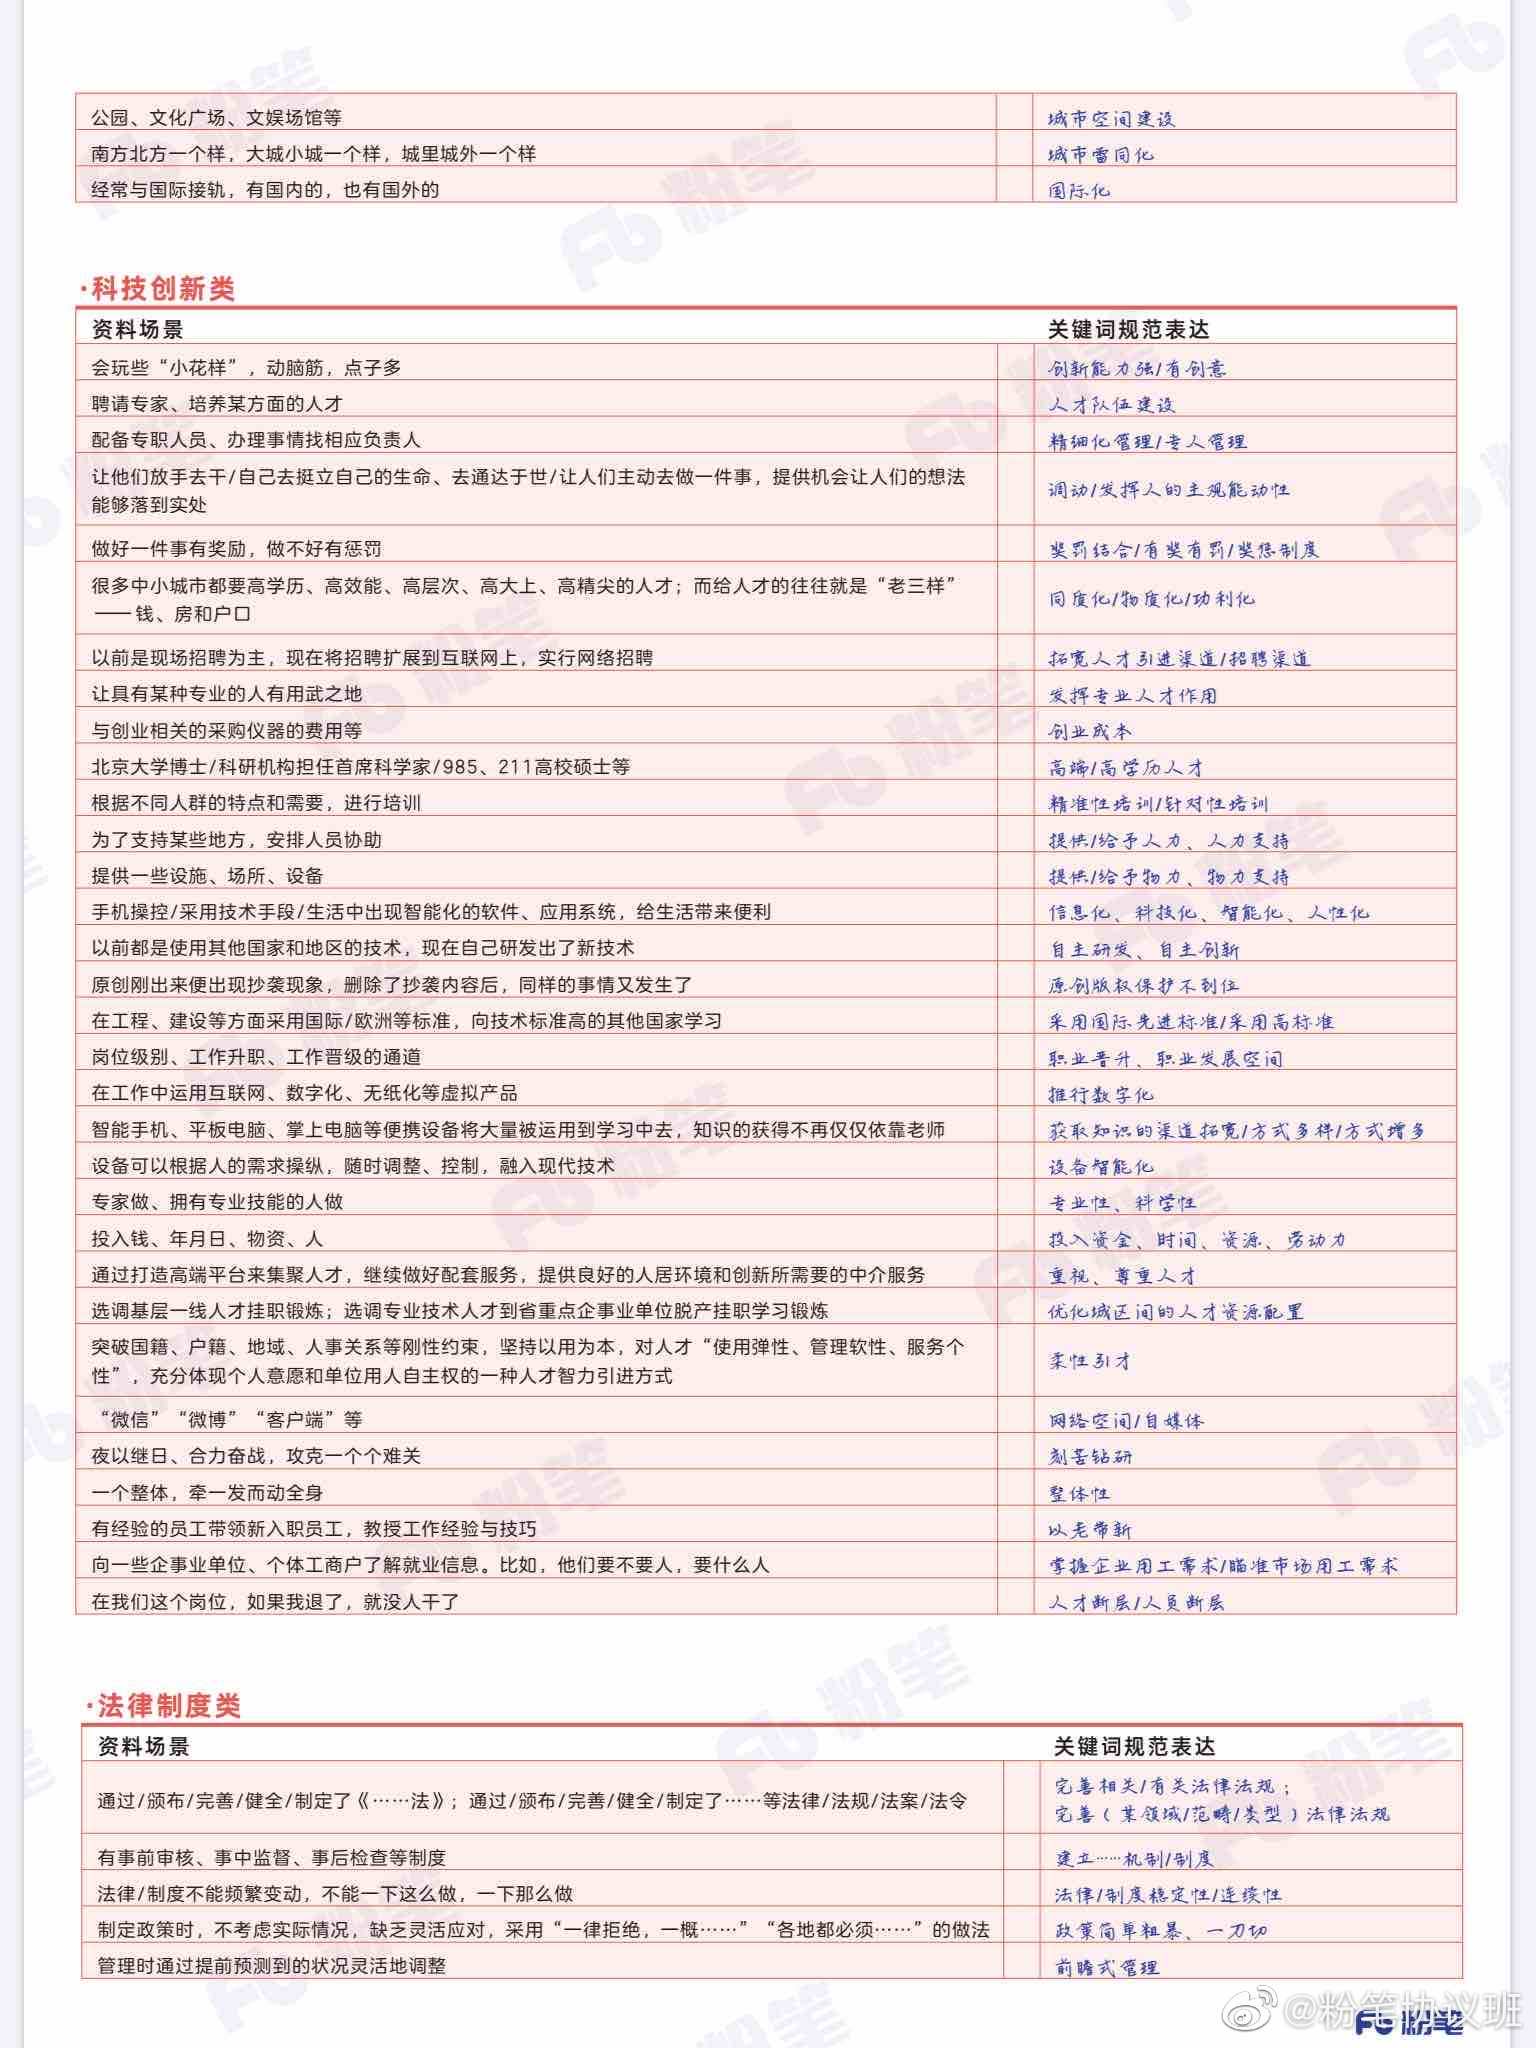 公园、文化广场、文娱场馆等 城市空间建设
南方北方一个样，大城小城一个样，城里城外一个样 城市雷同化
经常与国际接轨，有国内的，也有国外的 国际化
·科技创新类
资料场景 关键词规范表达
会玩些“小花样”，动脑筋，点子多 创新能力强/有创意
聘请专家、培养某方面的人才 人才队伍建设
配备专职人员、办理事情找相应负责人 精细化管理/专人管理
让他们放手去干/自己去挺立自己的生命、去通达于世/让人们主动去做一件事，提供机会让人们的想法
能够落到实处
调动/发挥人的主观能动性
做好一件事有奖励，做不好有惩罚 奖罚结合/有奖有罚/奖惩制度
很多中小城市都要高学历、高效能、高层次、高大上、高精尖的人才；而给人才的往往就是“老三样”
——钱、房和户口
同质化/物质化/功利化
以前是现场招聘为主，现在将招聘扩展到互联网上，实行网络招聘 拓宽人才引进渠道/招聘渠道
让具有某种专业的人有用武之地 发挥专业人才作用
与创业相关的采购仪器的费用等 创业成本
北京大学博士/科研机构担任首席科学家/985、211高校硕士等 高端/高学历人才
根据不同人群的特点和需要，进行培训 精准性培训/针对性培训
为了支持某些地方，安排人员协助 提供/给予人力、人力支持
提供一些设施、场所、设备 提供/给予物力、物力支持
手机操控/采用技术手段/生活中出现智能化的软件、应用系统，给生活带来便利 信息化、科技化、智能化、人性化
以前都是使用其他国家和地区的技术，现在自己研发出了新技术 自主研发、自主创新
原创刚出来便出现抄袭现象，删除了抄袭内容后，同样的事情又发生了 原创版权保护不到位
在工程、建设等方面采用国际/欧洲等标准，向技术标准高的其他国家学习 采用国际先进标准/采用高标准
岗位级别、工作升职、工作晋级的通道 职业晋升、职业发展空间
在工作中运用互联网、数字化、无纸化等虚拟产品 推行数字化
智能手机、平板电脑、掌上电脑等便携设备将大量被运用到学习中去，知识的获得不再仅仅依靠老师 获取知识的渠道拓宽/方式多样/方式增多
设备可以根据人的需求操纵，随时调整、控制，融入现代技术 设备智能化
专家做、拥有专业技能的人做 专业性、科学性
投入钱、年月日、物资、人 投入资金、时间、资源、劳动力
通过打造高端平台来集聚人才，继续做好配套服务，提供良好的人居环境和创新所需要的中介服务 重视、尊重人才
选调基层一线人才挂职锻炼；选调专业技术人才到省重点企事业单位脱产挂职学习锻炼 优化城区间的人才资源配置
突破国籍、户籍、地域、人事关系等刚性约束，坚持以用为本，对人才“使用弹性、管理软性、服务个
性”，充分体现个人意愿和单位用人自主权的一种人才智力引进方式
柔性引才
“微信”“微博”“客户端”等 网络空间/自媒体
夜以继日、合力奋战，攻克一个个难关 刻苦钻研
一个整体，牵一发而动全身 整体性
有经验的员工带领新入职员工，教授工作经验与技巧 以老带新
向一些企事业单位、个体工商户了解就业信息。比如，他们要不要人，要什么人 掌握企业用工需求/瞄准市场用工需求
在我们这个岗位，如果我退了，就没人干了 人才断层/人员断层
·法律制度类
资料场景 关键词规范表达
通过/颁布/完善/健全/制定了《……法》；通过/颁布/完善/健全/制定了……等法律/法规/法案/法令
完善相关/有关法律法规；
完善（某领域/范畴/类型）法律法规
有事前审核、事中监督、事后检查等制度 建立……机制/制度
法律/制度不能频繁变动，不能一下这么做，一下那么做 法律/制度稳定性/连续性
制定政策时，不考虑实际情况，缺乏灵活应对，采用“一律拒绝，一概……”“各地都必须……”的做法 政策简单粗暴、一刀切
管理时通过提前预测到的状况灵活地调整 前瞻式管理
@粉笔协议班
Fb 粉笔